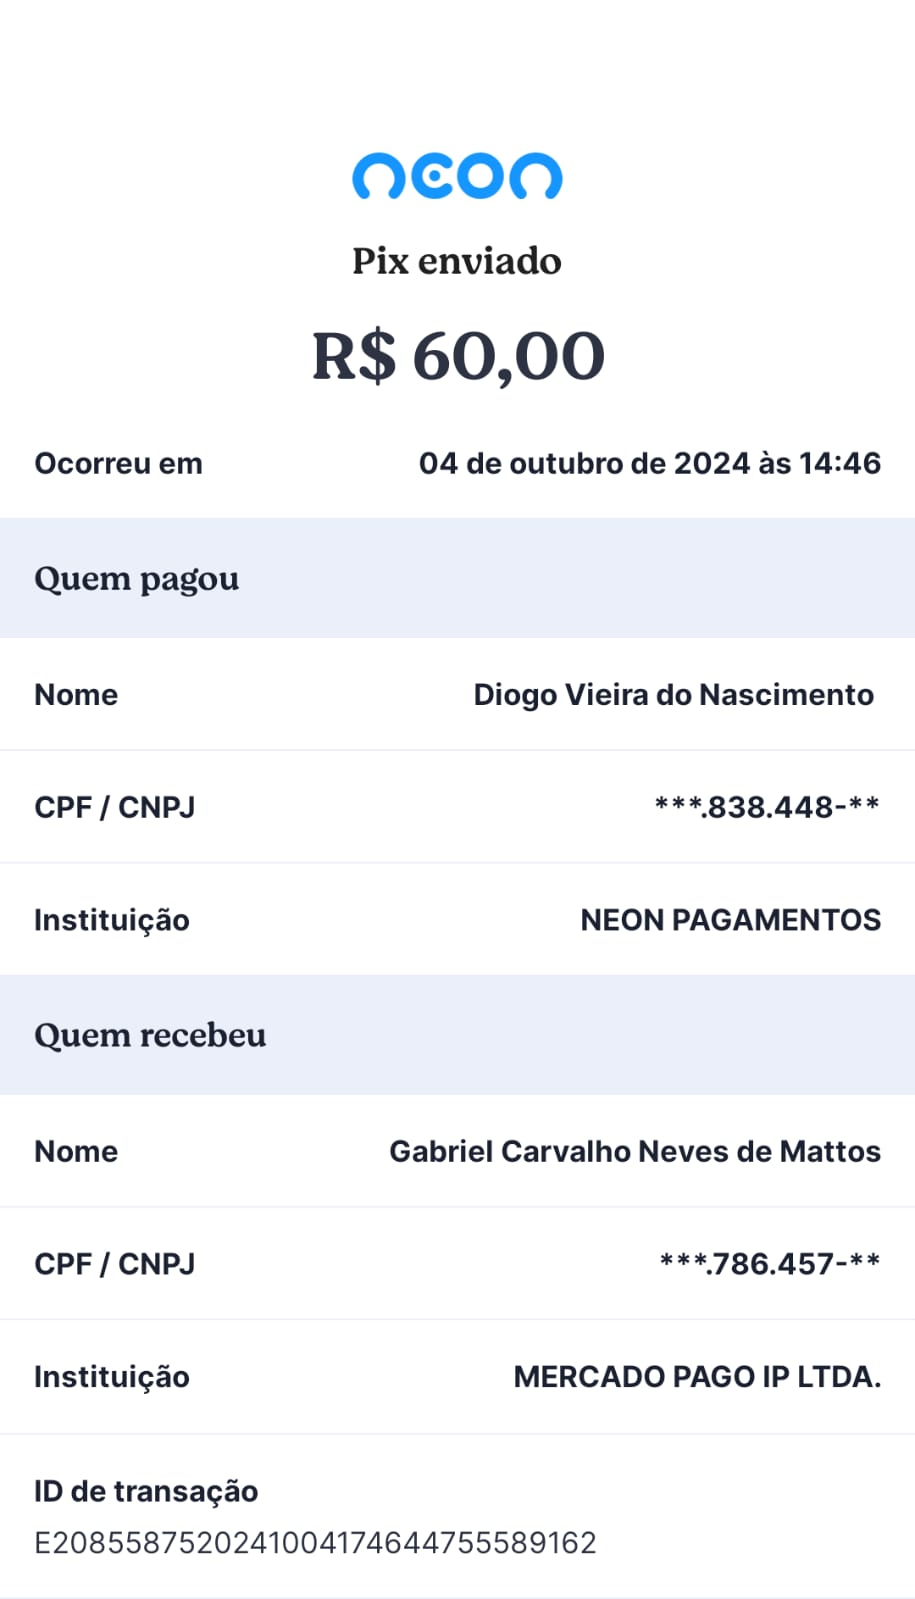 neon
Pix enviado
R$ 60,00
Ocorreu em 04 de outubro de 2024 às 14:46
Quem pagou
Nome Diogo Vieira do Nascimento
CPF / CNPJ ***.838.448-**
Instituição NEON PAGAMENTOS
Quem recebeu
Nome Gabriel Carvalho Neves de Mattos
CPF / CNPJ ***.786.457-**
Instituição MERCADO PAGO IP LTDA.
ID de transação
E2085587520241004174644755589162